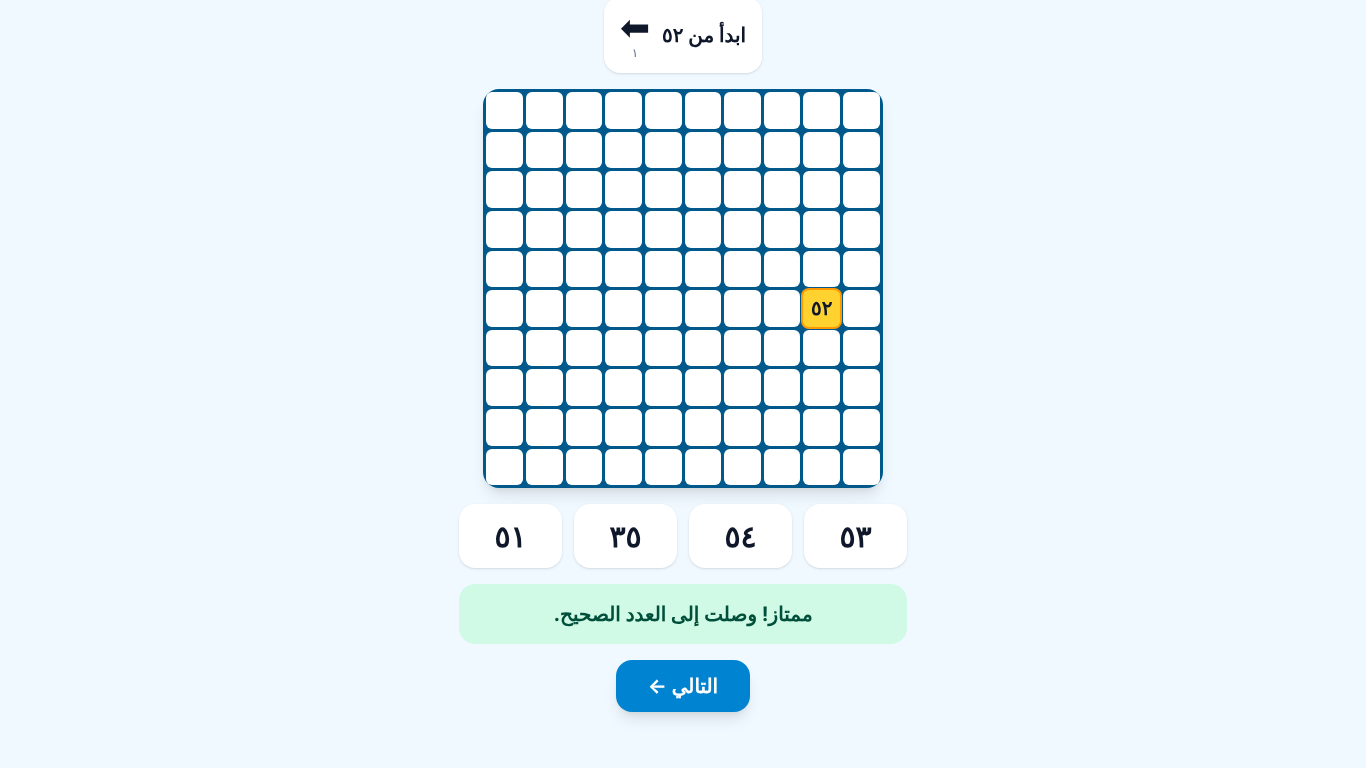 ابدأ من ٥٢ ⬅
١
٥٢
٥٣ ٥٤ ٣٥ ٥١
ممتاز! وصلت إلى العدد الصحيح.
التالي ←